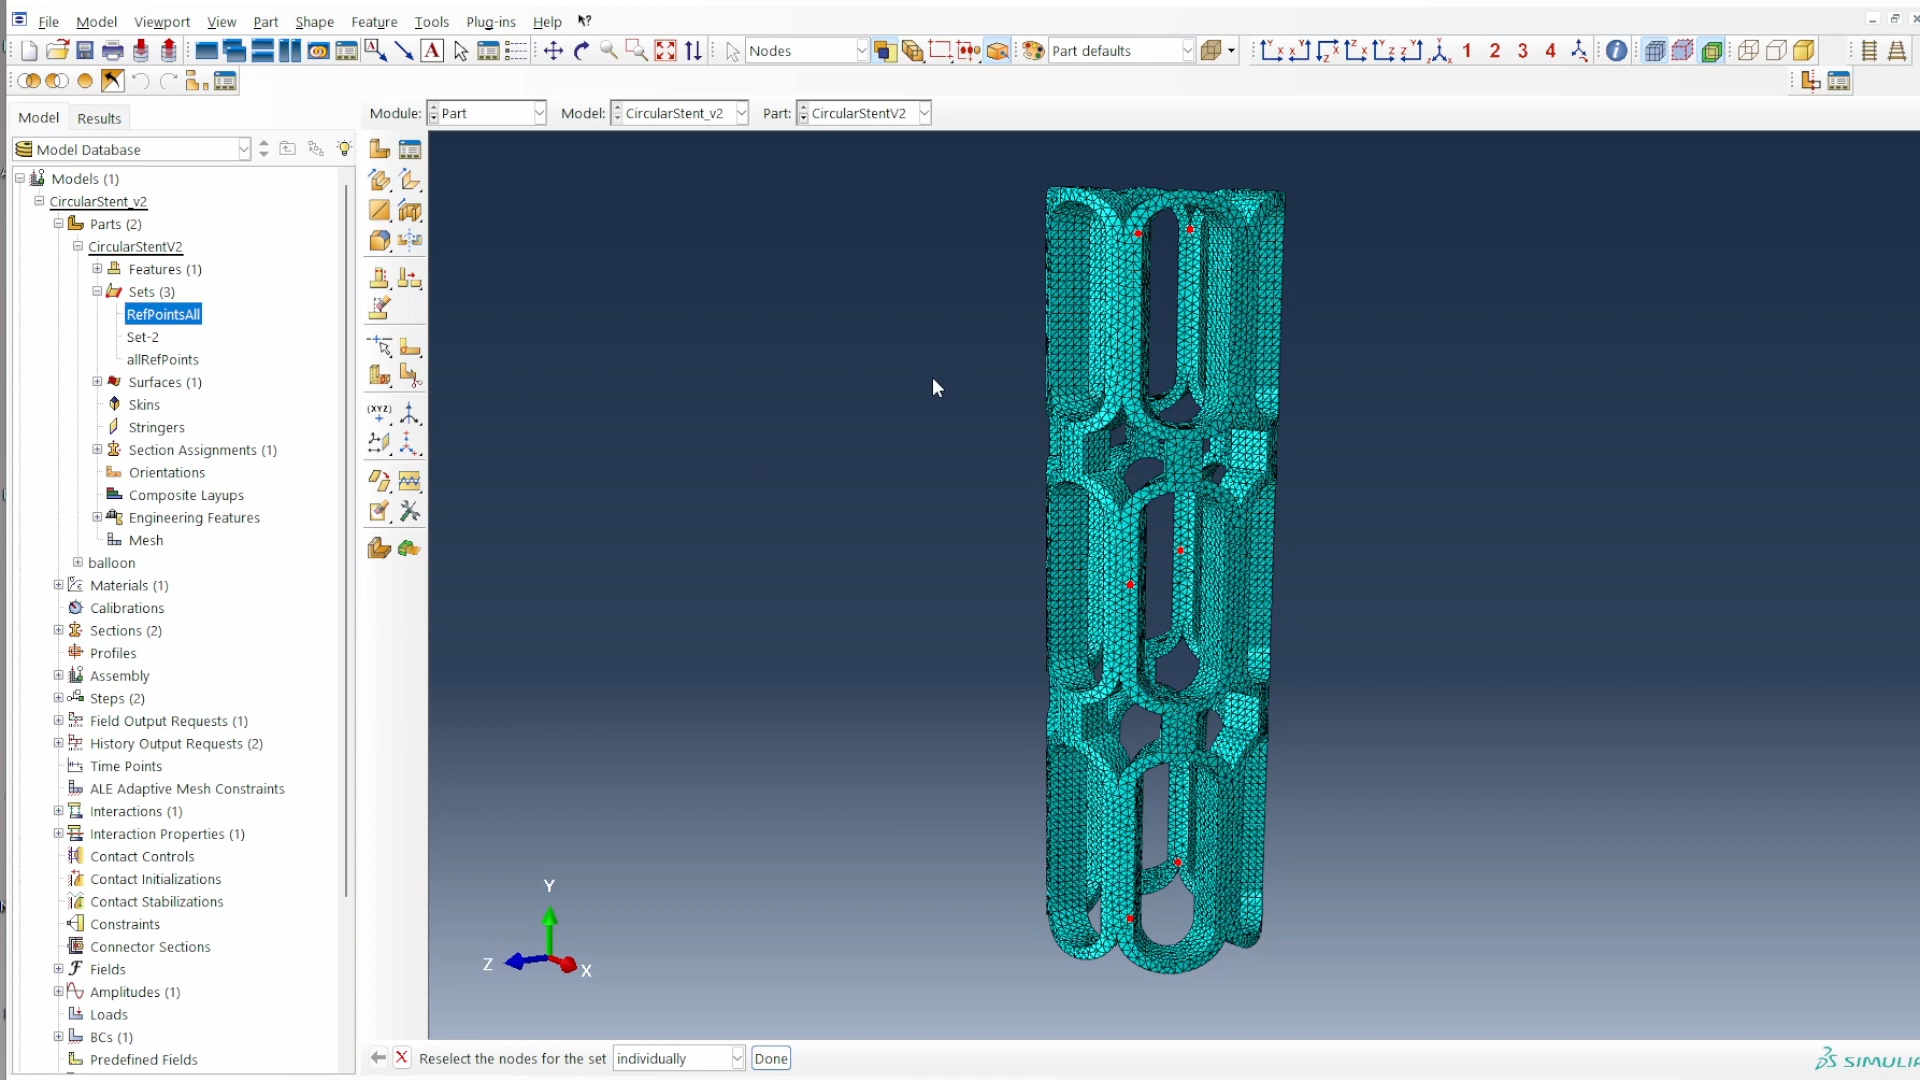 File Model Viewport View Part Shape Feature Tools Plug-ins Help
A Nodes Part defaults 1 2 3 4
Model Results Module: Part Model: CircularStent_v2 Part: CircularStentV2
Model Database
Models (1)
CircularStent_v2
Parts (2)
CircularStentV2
Features (1)
Sets (3)
RefPointsAll
Set-2
allRefPoints
Surfaces (1)
Skins
Stringers
(XYZ)
Section Assignments (1)
Orientations
Composite Layups
Engineering Features
Mesh
balloon
Materials (1)
Calibrations
Sections (2)
Profiles
Assembly
Steps (2)
Field Output Requests (1)
History Output Requests (2)
Time Points
ALE Adaptive Mesh Constraints
Interactions (1)
Interaction Properties (1)
Contact Controls
Contact Initializations
Contact Stabilizations
Constraints
Connector Sections
Fields
Amplitudes (1)
Loads
BCs (1)
Predefined Fields
Y
Z X
Reselect the nodes for the set individually Done